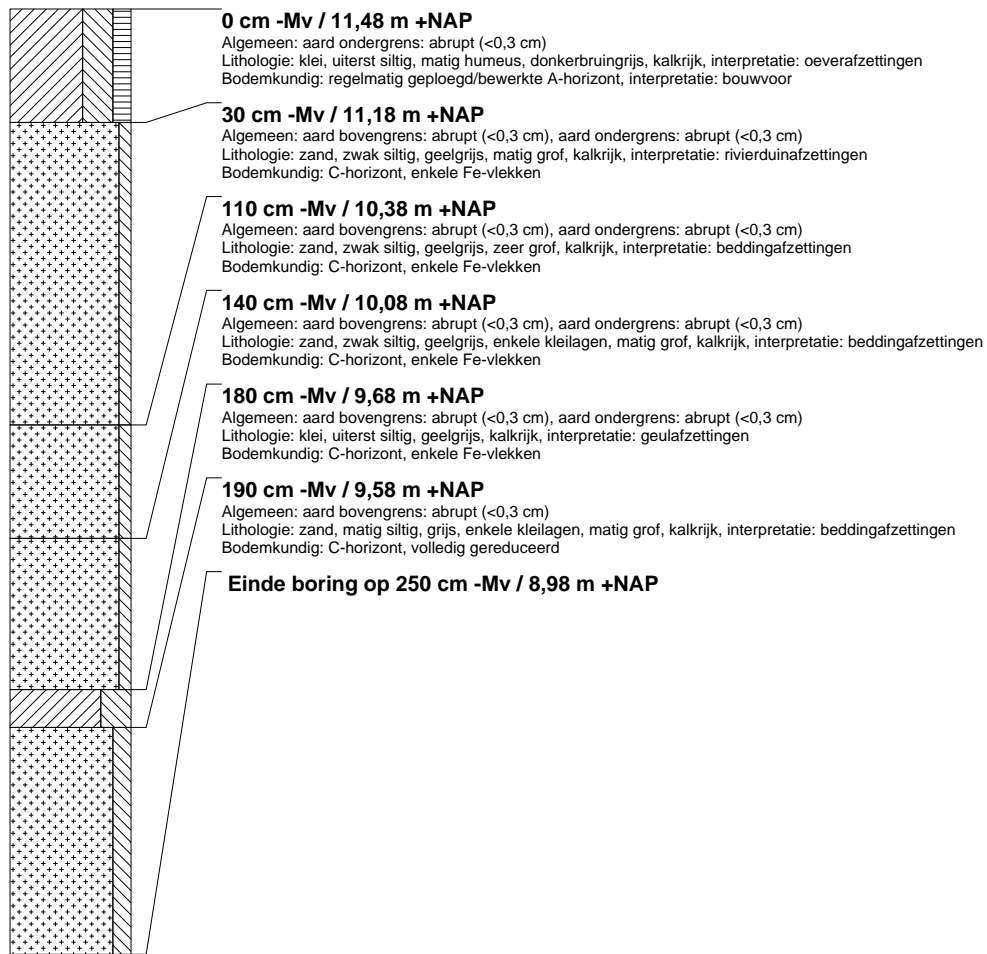 0 cm -Mv / 11,48 m +NAP
Algemeen: aard ondergrens: abrupt (<0,3 cm)
Lithologie: klei, uiterst siltig, matig humeus, donkerbruingrijs, kalkrijk, interpretatie: oeverafzettingen
Bodemkundig: regelmatig geploegd/bewerkte A-horizont, interpretatie: bouwvoor
30 cm -Mv / 11,18 m +NAP
Algemeen: aard bovengrens: abrupt (<0,3 cm), aard ondergrens: abrupt (<0,3 cm)
Lithologie: zand, zwak siltig, geelgrijs, matig grof, kalkrijk, interpretatie: rivierduinafzettingen
Bodemkundig: C-horizont, enkele Fe-vlekken
110 cm -Mv / 10,38 m +NAP
Algemeen: aard bovengrens: abrupt (<0,3 cm), aard ondergrens: abrupt (<0,3 cm)
Lithologie: zand, zwak siltig, geelgrijs, zeer grof, kalkrijk, interpretatie: beddingafzettingen
Bodemkundig: C-horizont, enkele Fe-vlekken
140 cm -Mv / 10,08 m +NAP
Algemeen: aard bovengrens: abrupt (<0,3 cm), aard ondergrens: abrupt (<0,3 cm)
Lithologie: zand, zwak siltig, geelgrijs, enkele kleilagen, matig grof, kalkrijk, interpretatie: beddingafzettingen
Bodemkundig: C-horizont, enkele Fe-vlekken
180 cm -Mv / 9,68 m +NAP
Algemeen: aard bovengrens: abrupt (<0,3 cm), aard ondergrens: abrupt (<0,3 cm)
Lithologie: klei, uiterst siltig, geelgrijs, kalkrijk, interpretatie: geulafzettingen
Bodemkundig: C-horizont, enkele Fe-vlekken
190 cm -Mv / 9,58 m +NAP
Algemeen: aard bovengrens: abrupt (<0,3 cm)
Lithologie: zand, matig siltig, grijs, enkele kleilagen, matig grof, kalkrijk, interpretatie: beddingafzettingen
Bodemkundig: C-horizont, volledig gereduceerd
Einde boring op 250 cm -Mv / 8,98 m +NAP